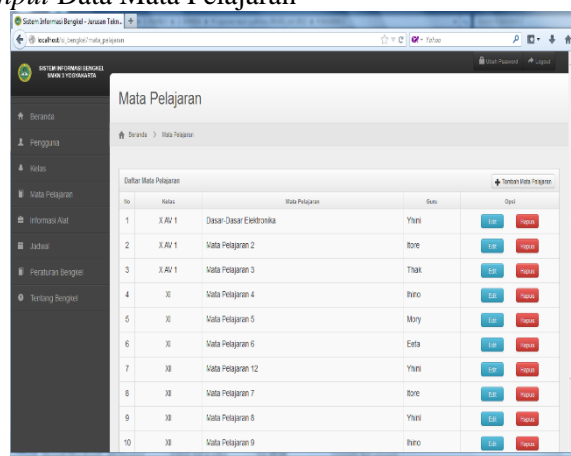 Input Data Mata Pelajaran
Sistem Informasi Bengkel - Jurusan Tekn...
localhost/si_bengkel/mata_pelajaran
Yahoo
SISTEM INFORMASI BENGKEL
SMKN 3 YOGYAKARTA
Ubah Password Logout
Mata Pelajaran
Beranda > Mata Pelajaran
Beranda
Pengguna
Kelas
Mata Pelajaran
Informasi Alat
Jadwal
Peraturan Bengkel
Tentang Bengkel
Daftar Mata Pelajaran
Tambah Mata Pelajaran
No Kelas Mata Pelajaran Guru Opsi
1 X AV 1 Dasar-Dasar Elektronika Yhini Edit Hapus
2 X AV 1 Mata Pelajaran 2 Itore Edit Hapus
3 X AV 1 Mata Pelajaran 3 Thak Edit Hapus
4 XI Mata Pelajaran 4 Ihino Edit Hapus
5 XI Mata Pelajaran 5 Mory Edit Hapus
6 XI Mata Pelajaran 6 Eeta Edit Hapus
7 XII Mata Pelajaran 12 Yhini Edit Hapus
8 XII Mata Pelajaran 7 Itore Edit Hapus
9 XII Mata Pelajaran 8 Yhini Edit Hapus
10 XII Mata Pelajaran 9 Ihino Edit Hapus